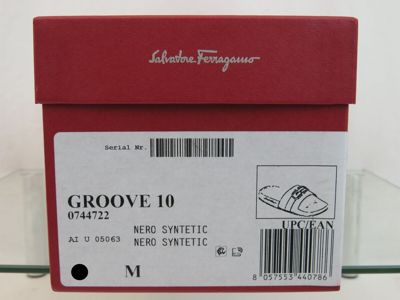 Salvatore Ferragamo
Serial Nr.
GROOVE 10
0744722
NERO SYNTETIC
AI U 05063
NERO SYNTETIC
M
UPC/EAN
8 057553 440786